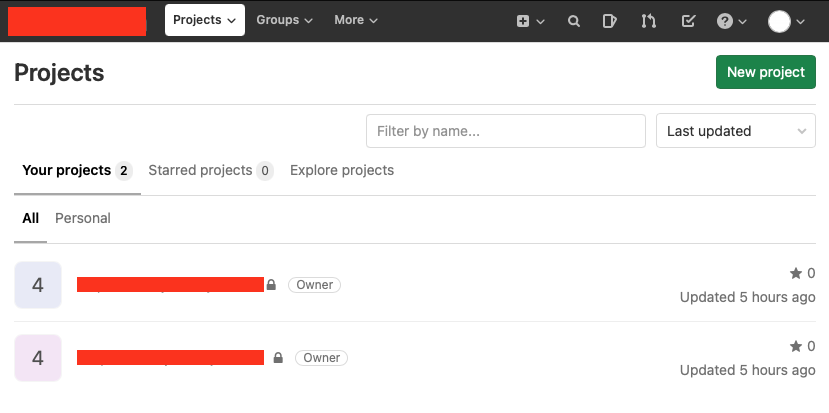 Projects Groups More
Projects
New project
Filter by name...
Last updated
Your projects 2 Starred projects 0 Explore projects
All Personal
4 Owner 0
Updated 5 hours ago
4 Owner 0
Updated 5 hours ago